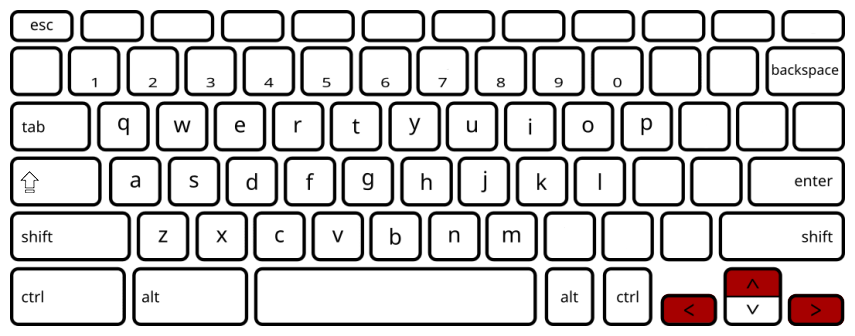 esc
1 2 3 4 5 6 7 8 9 0 backspace
tab q w e r t y u i o p
a s d f g h j k l enter
shift z x c v b n m shift
ctrl alt alt ctrl < ^ >
v